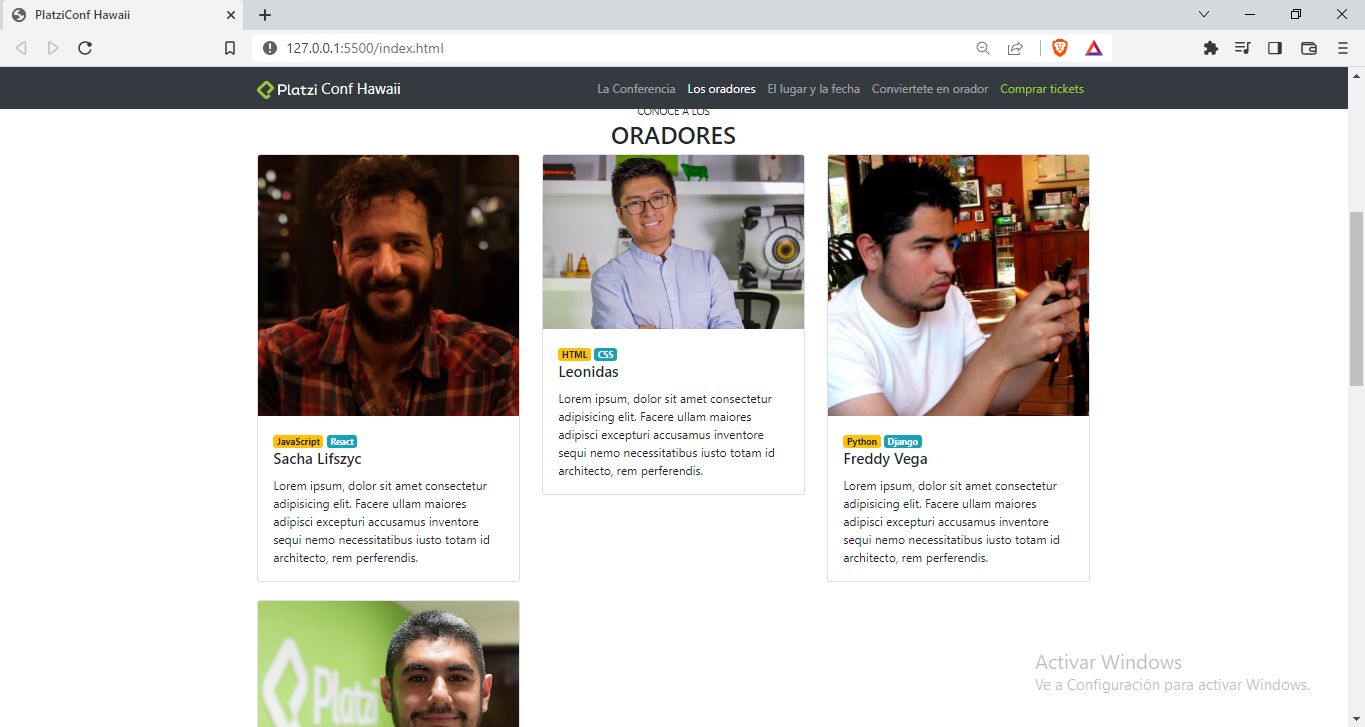 PlatziConf Hawaii
127.0.0.1:5500/index.html
Platzi Conf Hawaii
La Conferencia Los oradores El lugar y la fecha Conviertete en orador Comprar tickets
CONOCE A LOS
ORADORES
JavaScript React
Sacha Lifszyc
Lorem ipsum, dolor sit amet consectetur
adipisicing elit. Facere ullam maiores
adipisci excepturi accusamus inventore
sequi nemo necessitatibus iusto totam id
architecto, rem perferendis.
HTML CSS
Leonidas
Lorem ipsum, dolor sit amet consectetur
adipisicing elit. Facere ullam maiores
adipisci excepturi accusamus inventore
sequi nemo necessitatibus iusto totam id
architecto, rem perferendis.
Python Django
Freddy Vega
Lorem ipsum, dolor sit amet consectetur
adipisicing elit. Facere ullam maiores
adipisci excepturi accusamus inventore
sequi nemo necessitatibus iusto totam id
architecto, rem perferendis.
Platzi
Activar Windows
Ve a Configuración para activar Windows.